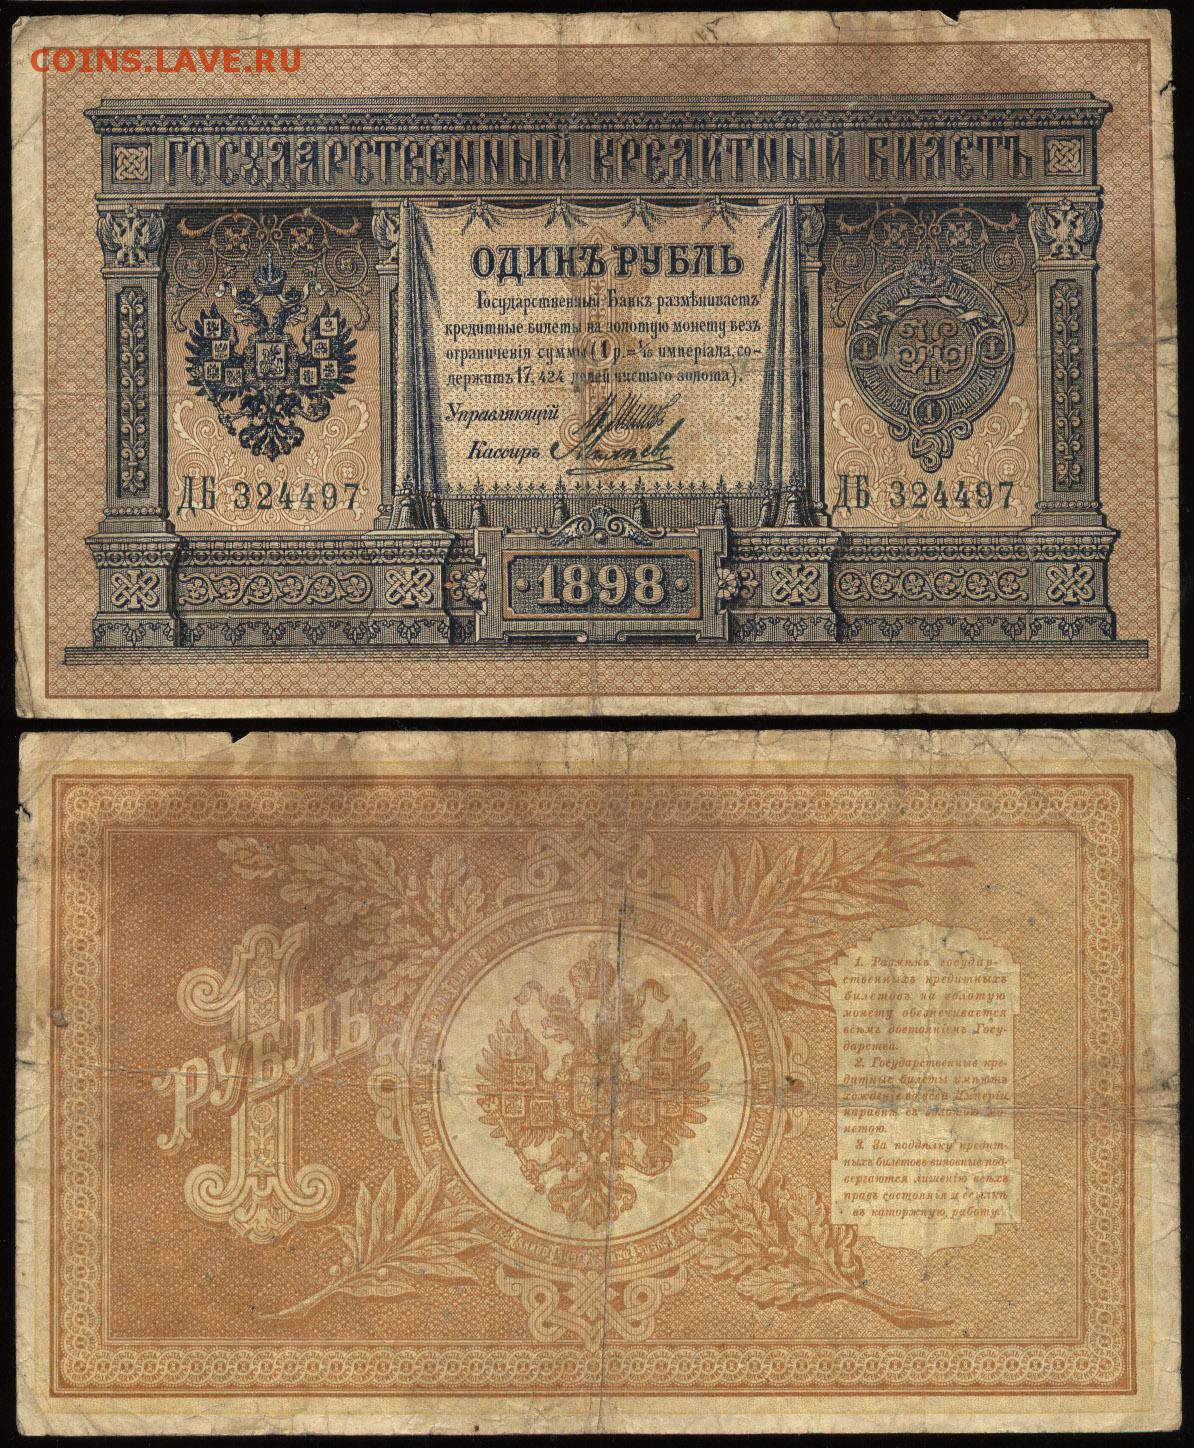 COINS.LAVE.RU
ГОСУДАРСТВЕННЫЙ КРЕДИТНЫЙ БИЛЕТЪ
ОДИНЪ РУБЛЬ
Государственный Банкъ размѣниваетъ
кредитные билеты на золотую монету безъ
ограниченія суммы (1 р. = 1/15 имперіала, со-
держитъ 17,424 долей чистаго золота).
Управляющій
Кассиръ
1 1
1
ДБ 324497 ДБ 324497
1898
1
РУБЛЬ
1. Размѣнъ государ-
ственныхъ кредитныхъ
билетовъ на золотую
монету обезпечивается
всѣмъ достояніемъ Госу-
дарства.
2. Государственные кре-
дитные билеты имѣютъ
хожденіе во всей Имперіи
наравнѣ съ золотою мо-
нетою.
3. За поддѣлку кредит-
ныхъ билетовъ виновные под-
вергаются лишенію всѣхъ
правъ состоянія и ссылкѣ
въ каторжную работу.